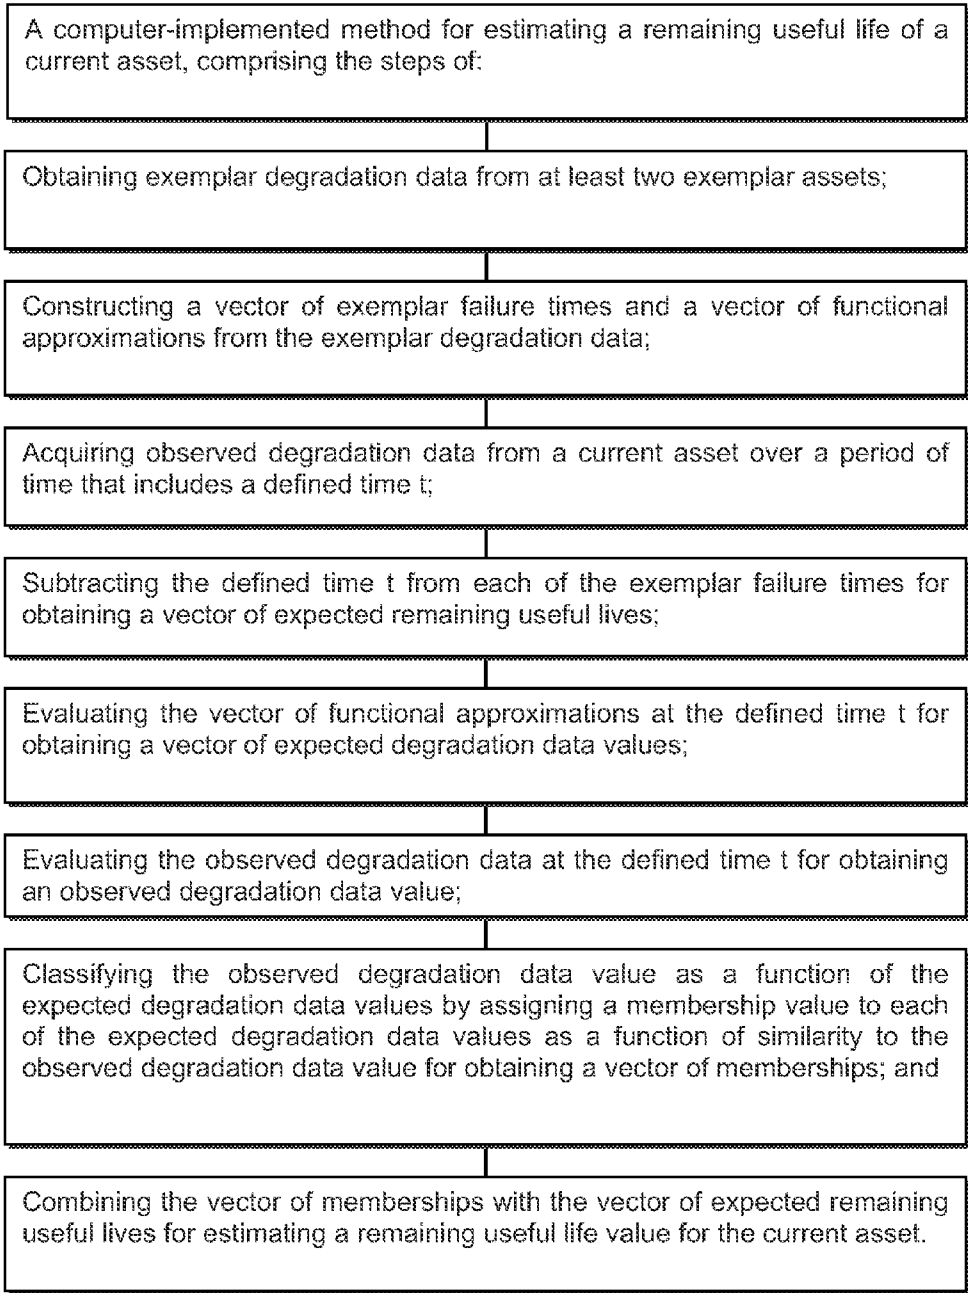 A computer-implemented method for estimating a remaining useful life of a
current asset, comprising the steps of:
Obtaining exemplar degradation data from at least two exemplar assets;
Constructing a vector of exemplar failure times and a vector of functional
approximations from the exemplar degradation data;
Acquiring observed degradation data from a current asset over a period of
time that includes a defined time t;
Subtracting the defined time t from each of the exemplar failure times for
obtaining a vector of expected remaining useful lives;
Evaluating the vector of functional approximations at the defined time t for
obtaining a vector of expected degradation data values;
Evaluating the observed degradation data at the defined time t for obtaining
an observed degradation data value;
Classifying the observed degradation data value as a function of the
expected degradation data values by assigning a membership value to each
of the expected degradation data values as a function of similarity to the
observed degradation data value for obtaining a vector of memberships; and
Combining the vector of memberships with the vector of expected remaining
useful lives for estimating a remaining useful life value for the current asset.